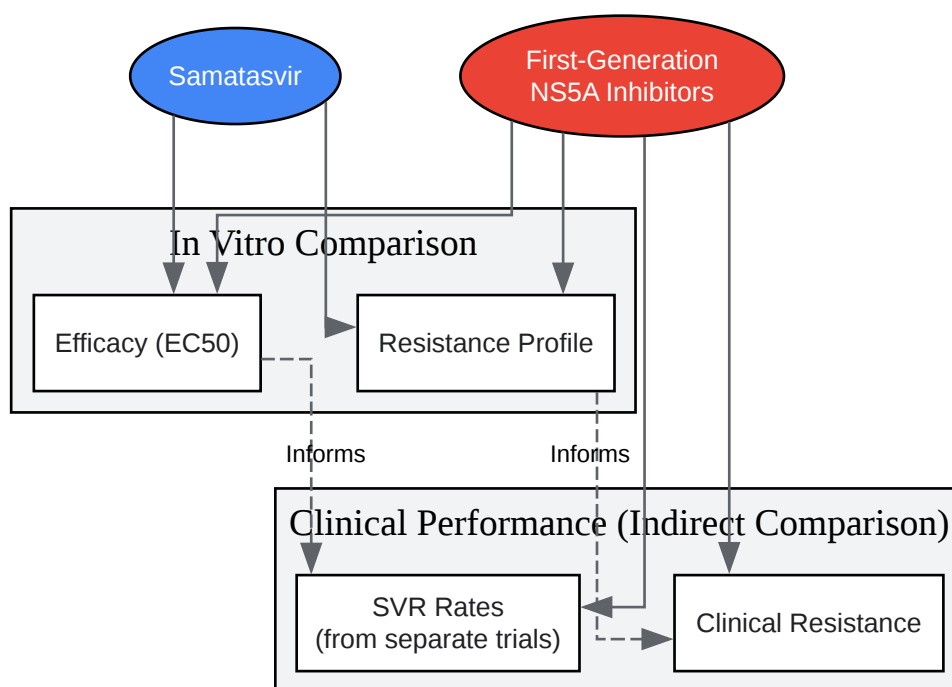 Samatasvir
First-Generation
NS5A Inhibitors
In Vitro Comparison
Efficacy (EC50)
Resistance Profile
Informs
Informs
Clinical Performance (Indirect Comparison)
SVR Rates
(from separate trials)
Clinical Resistance